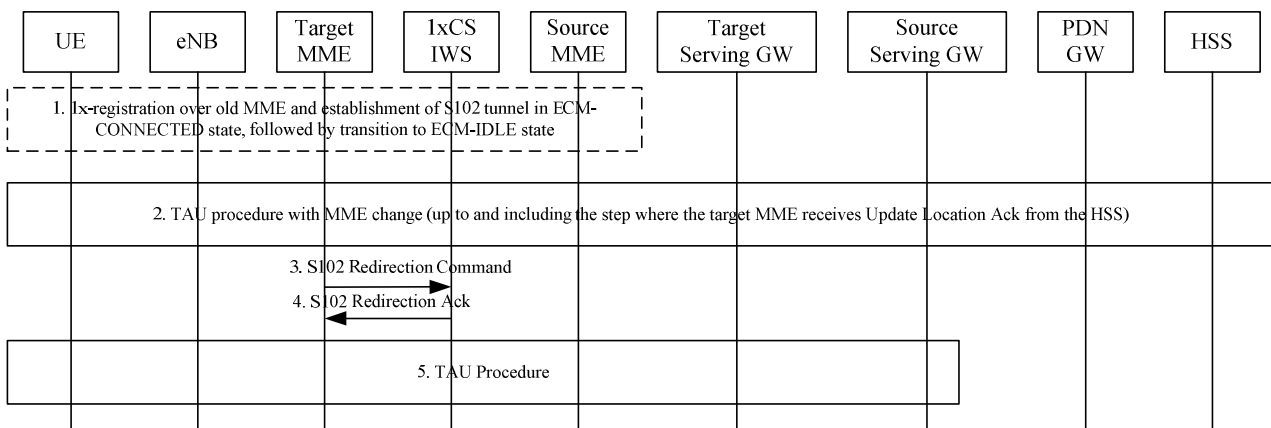 UE
eNB
Target
MME
1xCS
IWS
Source
MME
Target
Serving GW
Source
Serving GW
PDN
GW
HSS
1. 1x-registration over old MME and establishment of S102 tunnel in ECM-
CONNECTED state, followed by transition to ECM-IDLE state
2. TAU procedure with MME change (up to and including the step where the target MME receives Update Location Ack from the HSS)
3. S102 Redirection Command
4. S102 Redirection Ack
5. TAU Procedure